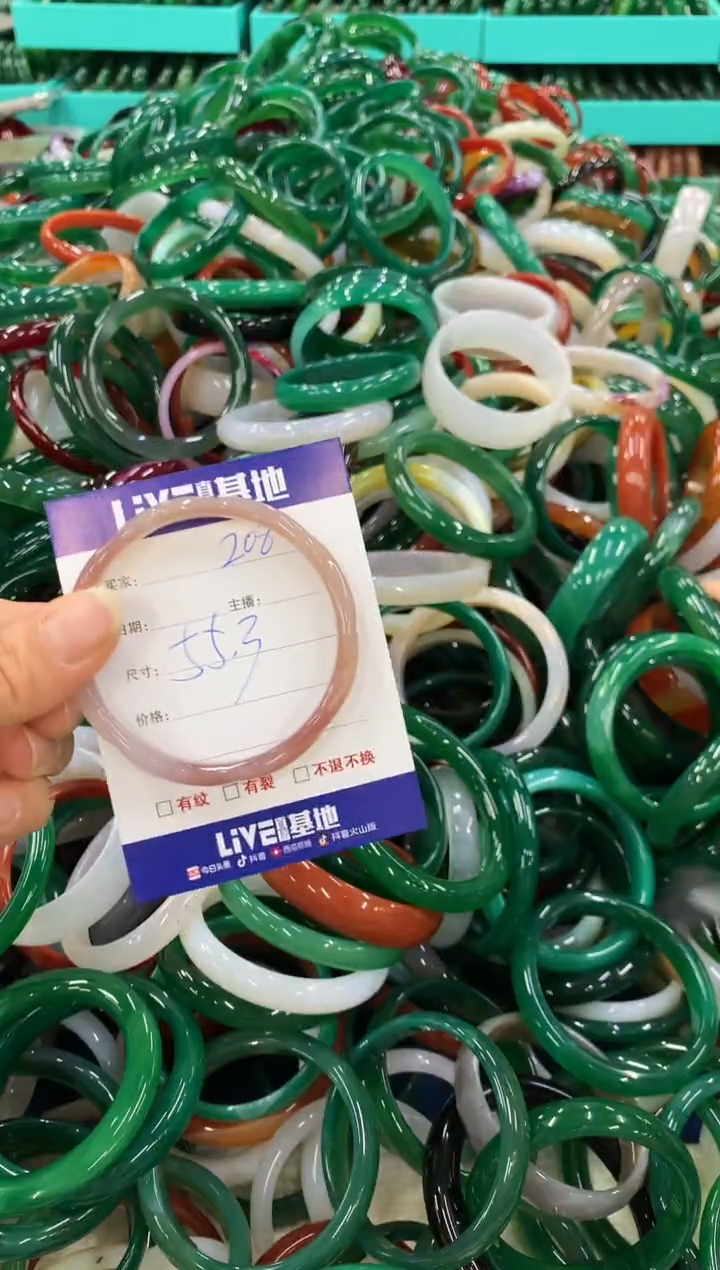 LiVE直播基地
买家: 206
主播:
日期:
尺寸: 55.3
价格:
□有纹 □有裂 □不退不换
LiVE直播基地
今日头条 抖音 西瓜视频 抖音火山版